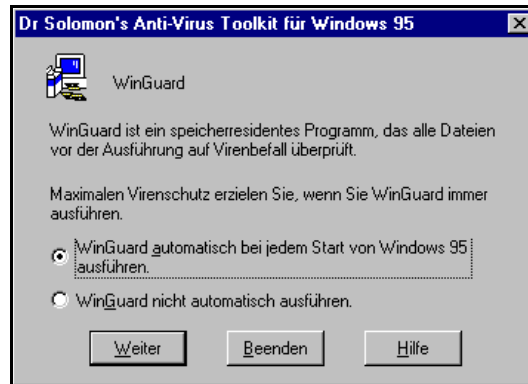 Dr Solomon's Anti-Virus Toolkit für Windows 95
WinGuard
WinGuard ist ein speicherresidentes Programm, das alle Dateien
vor der Ausführung auf Virenbefall überprüft.
Maximalen Virenschutz erzielen Sie, wenn Sie WinGuard immer
ausführen.
WinGuard automatisch bei jedem Start von Windows 95
ausführen.
WinGuard nicht automatisch ausführen.
Weiter Beenden Hilfe